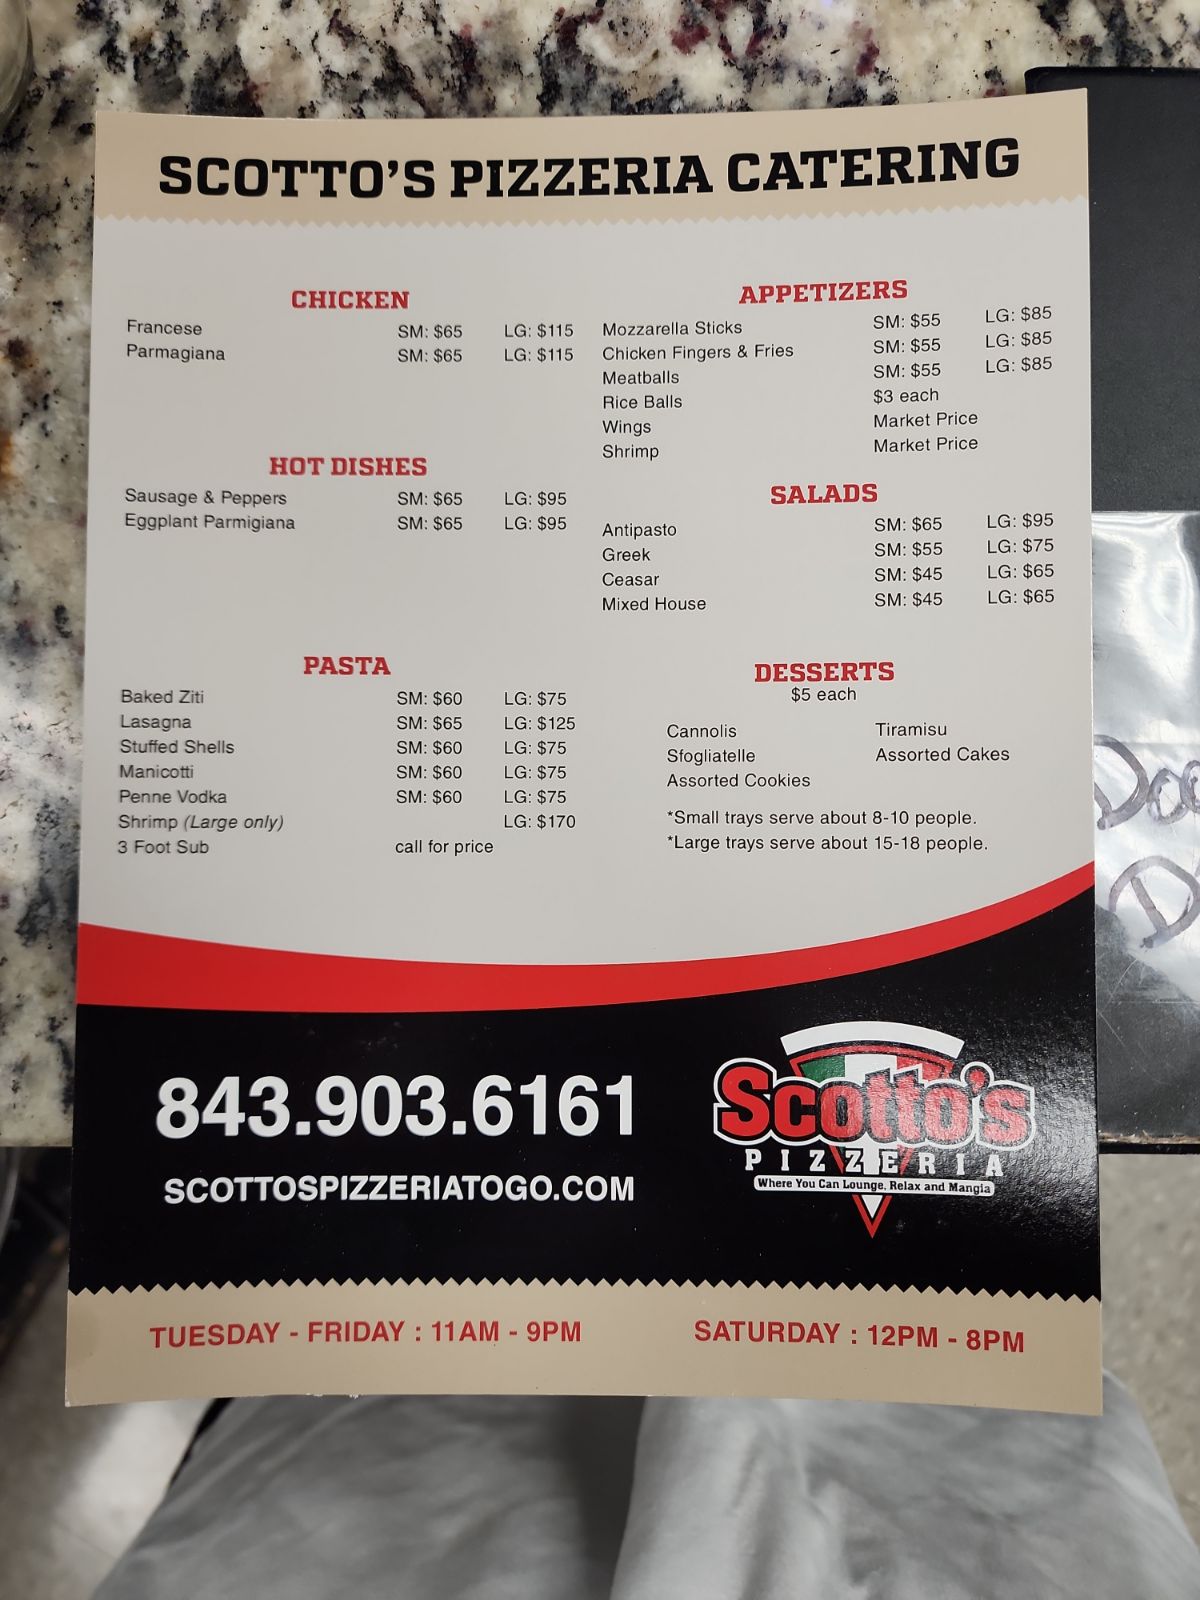 SCOTTO'S PIZZERIA CATERING
CHICKEN
Francese SM: $65 LG: $115
Parmagiana SM: $65 LG: $115
HOT DISHES
Sausage & Peppers SM: $65 LG: $95
Eggplant Parmigiana SM: $65 LG: $95
PASTA
Baked Ziti SM: $60 LG: $75
Lasagna SM: $65 LG: $125
Stuffed Shells SM: $60 LG: $75
Manicotti SM: $60 LG: $75
Penne Vodka SM: $60 LG: $75
Shrimp (Large only) LG: $170
3 Foot Sub call for price
APPETIZERS
Mozzarella Sticks SM: $55 LG: $85
Chicken Fingers & Fries SM: $55 LG: $85
Meatballs SM: $55 LG: $85
Rice Balls $3 each
Wings Market Price
Shrimp Market Price
SALADS
Antipasto SM: $65 LG: $95
Greek SM: $55 LG: $75
Ceasar SM: $45 LG: $65
Mixed House SM: $45 LG: $65
DESSERTS
$5 each
Cannolis Tiramisu
Sfogliatelle Assorted Cakes
Assorted Cookies
*Small trays serve about 8-10 people.
*Large trays serve about 15-18 people.
843.903.6161
SCOTTOSPIZZERIATOGO.COM
Scotto's
PIZZERIA
Where You Can Lounge, Relax and Mangia
TUESDAY - FRIDAY : 11AM - 9PM SATURDAY : 12PM - 8PM